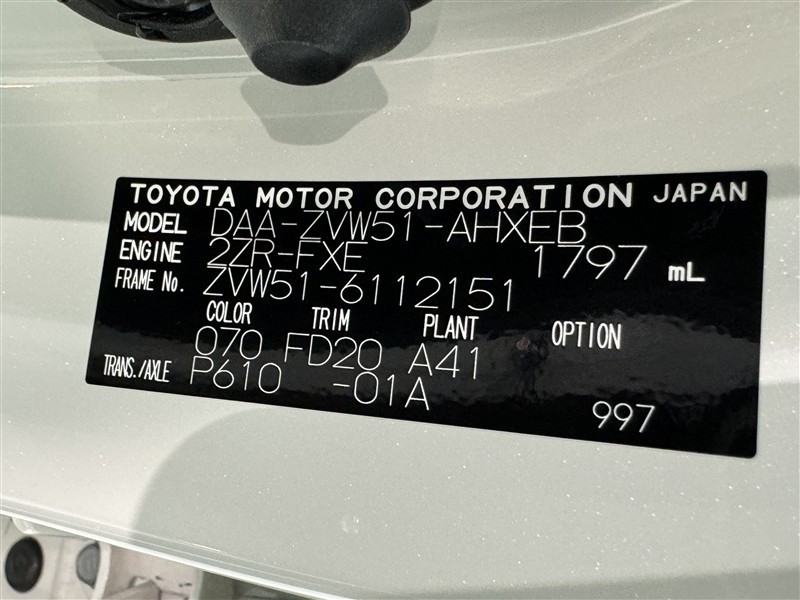 TOYOTA MOTOR CORPORATION JAPAN
MODEL DAA-ZVW51-AHXEB
ENGINE 2ZR-FXE 1797 mL
FRAME No. ZVW51-6112151
COLOR TRIM PLANT OPTION
070 FD20 A41
TRANS./AXLE P610 -01A
997